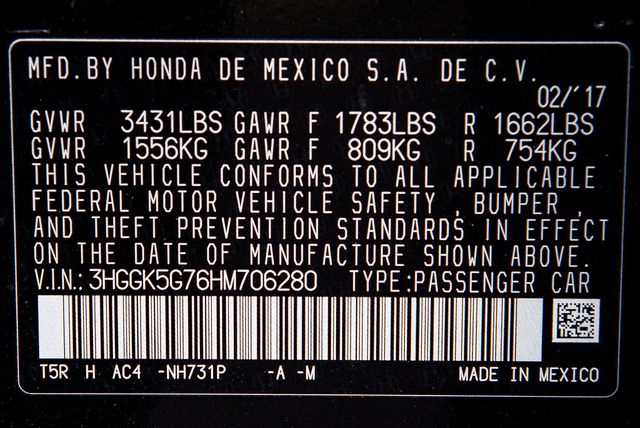 MFD.BY HONDA DE MEXICO S.A. DE C.V.
02/'17
GVWR 3431LBS GAWR F 1783LBS R 1662LBS
GVWR 1556KG GAWR F 809KG R 754KG
THIS VEHICLE CONFORMS TO ALL APPLICABLE
FEDERAL MOTOR VEHICLE SAFETY , BUMPER ,
AND THEFT PREVENTION STANDARDS IN EFFECT
ON THE DATE OF MANUFACTURE SHOWN ABOVE.
V.I.N.: 3HGGK5G76HM706280 TYPE:PASSENGER CAR
T5R H AC4 -NH731P -A -M MADE IN MEXICO